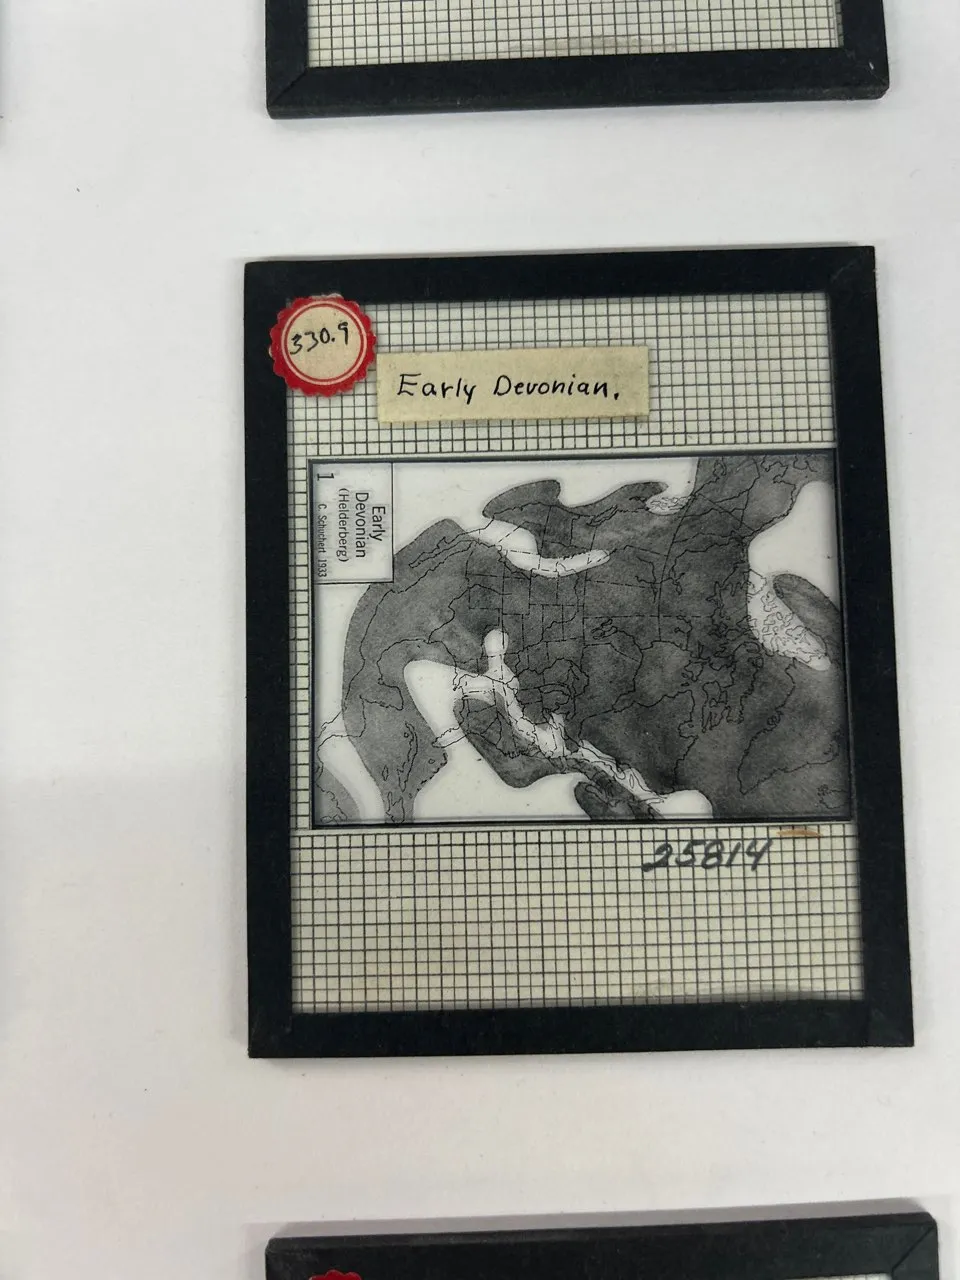 330.9
Early Devonian.
1
Early
Devonian
(Helderberg)
C. Schuchert 1933
25814